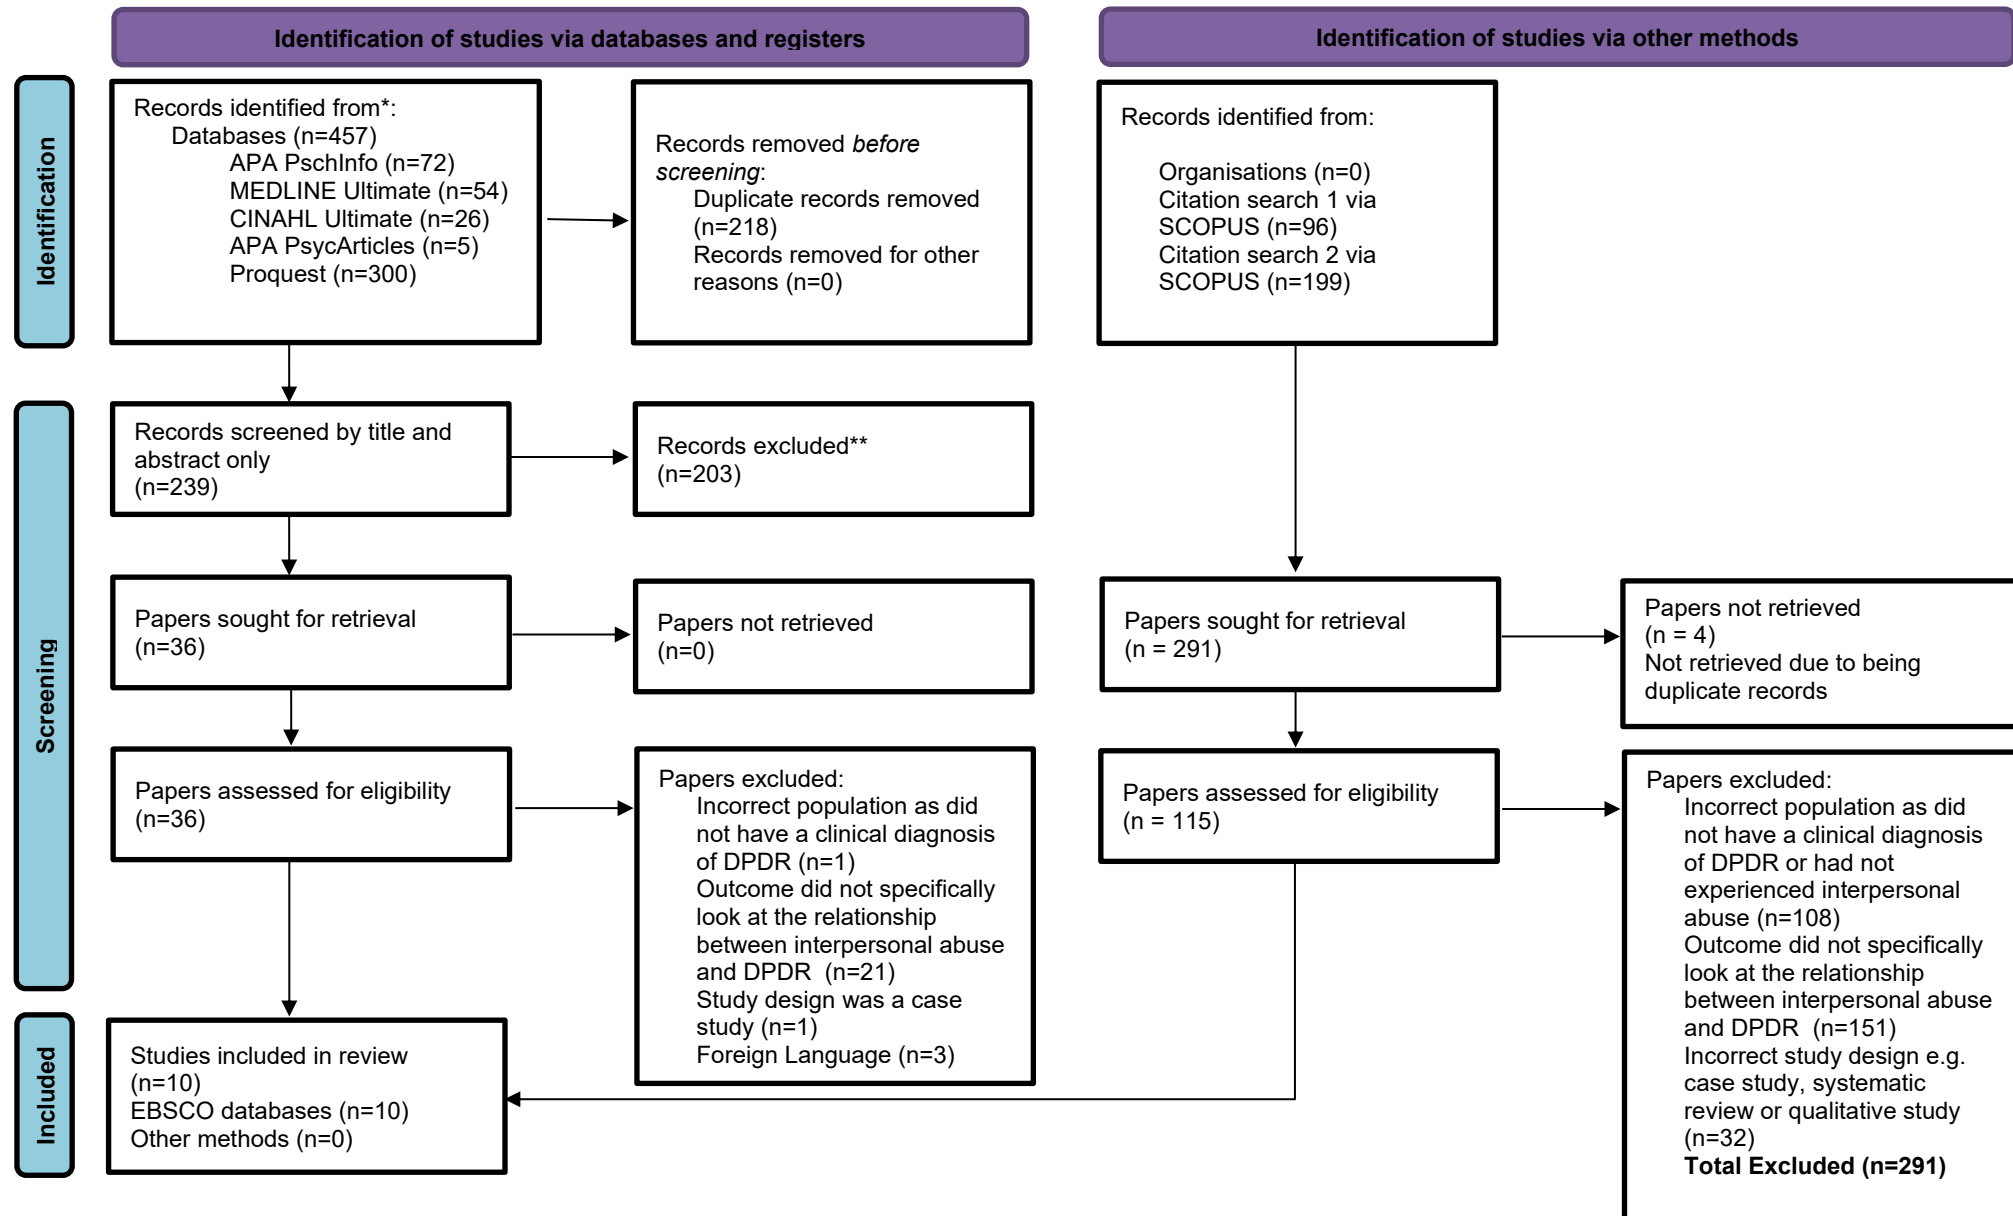 Identification of studies via databases and registers
Identification of studies via other methods
Identification
Records identified from*:
Databases (n=457)
APA PschInfo (n=72)
MEDLINE Ultimate (n=54)
CINAHL Ultimate (n=26)
APA PsycArticles (n=5)
Proquest (n=300)
Records removed before
screening:
Duplicate records removed
(n=218)
Records removed for other
reasons (n=0)
Records identified from:
Organisations (n=0)
Citation search 1 via
SCOPUS (n=96)
Citation search 2 via
SCOPUS (n=199)
Screening
Records screened by title and
abstract only
(n=239)
Records excluded**
(n=203)
Papers sought for retrieval
(n=36)
Papers not retrieved
(n=0)
Papers sought for retrieval
(n = 291)
Papers not retrieved
(n = 4)
Not retrieved due to being
duplicate records
Papers assessed for eligibility
(n=36)
Papers excluded:
Incorrect population as did
not have a clinical diagnosis
of DPDR (n=1)
Outcome did not specifically
look at the relationship
between interpersonal abuse
and DPDR (n=21)
Study design was a case
study (n=1)
Foreign Language (n=3)
Papers assessed for eligibility
(n = 115)
Papers excluded:
Incorrect population as did
not have a clinical diagnosis
of DPDR or had not
experienced interpersonal
abuse (n=108)
Outcome did not specifically
look at the relationship
between interpersonal abuse
and DPDR (n=151)
Incorrect study design e.g.
case study, systematic
review or qualitative study
(n=32)
Total Excluded (n=291)
Included
Studies included in review
(n=10)
EBSCO databases (n=10)
Other methods (n=0)